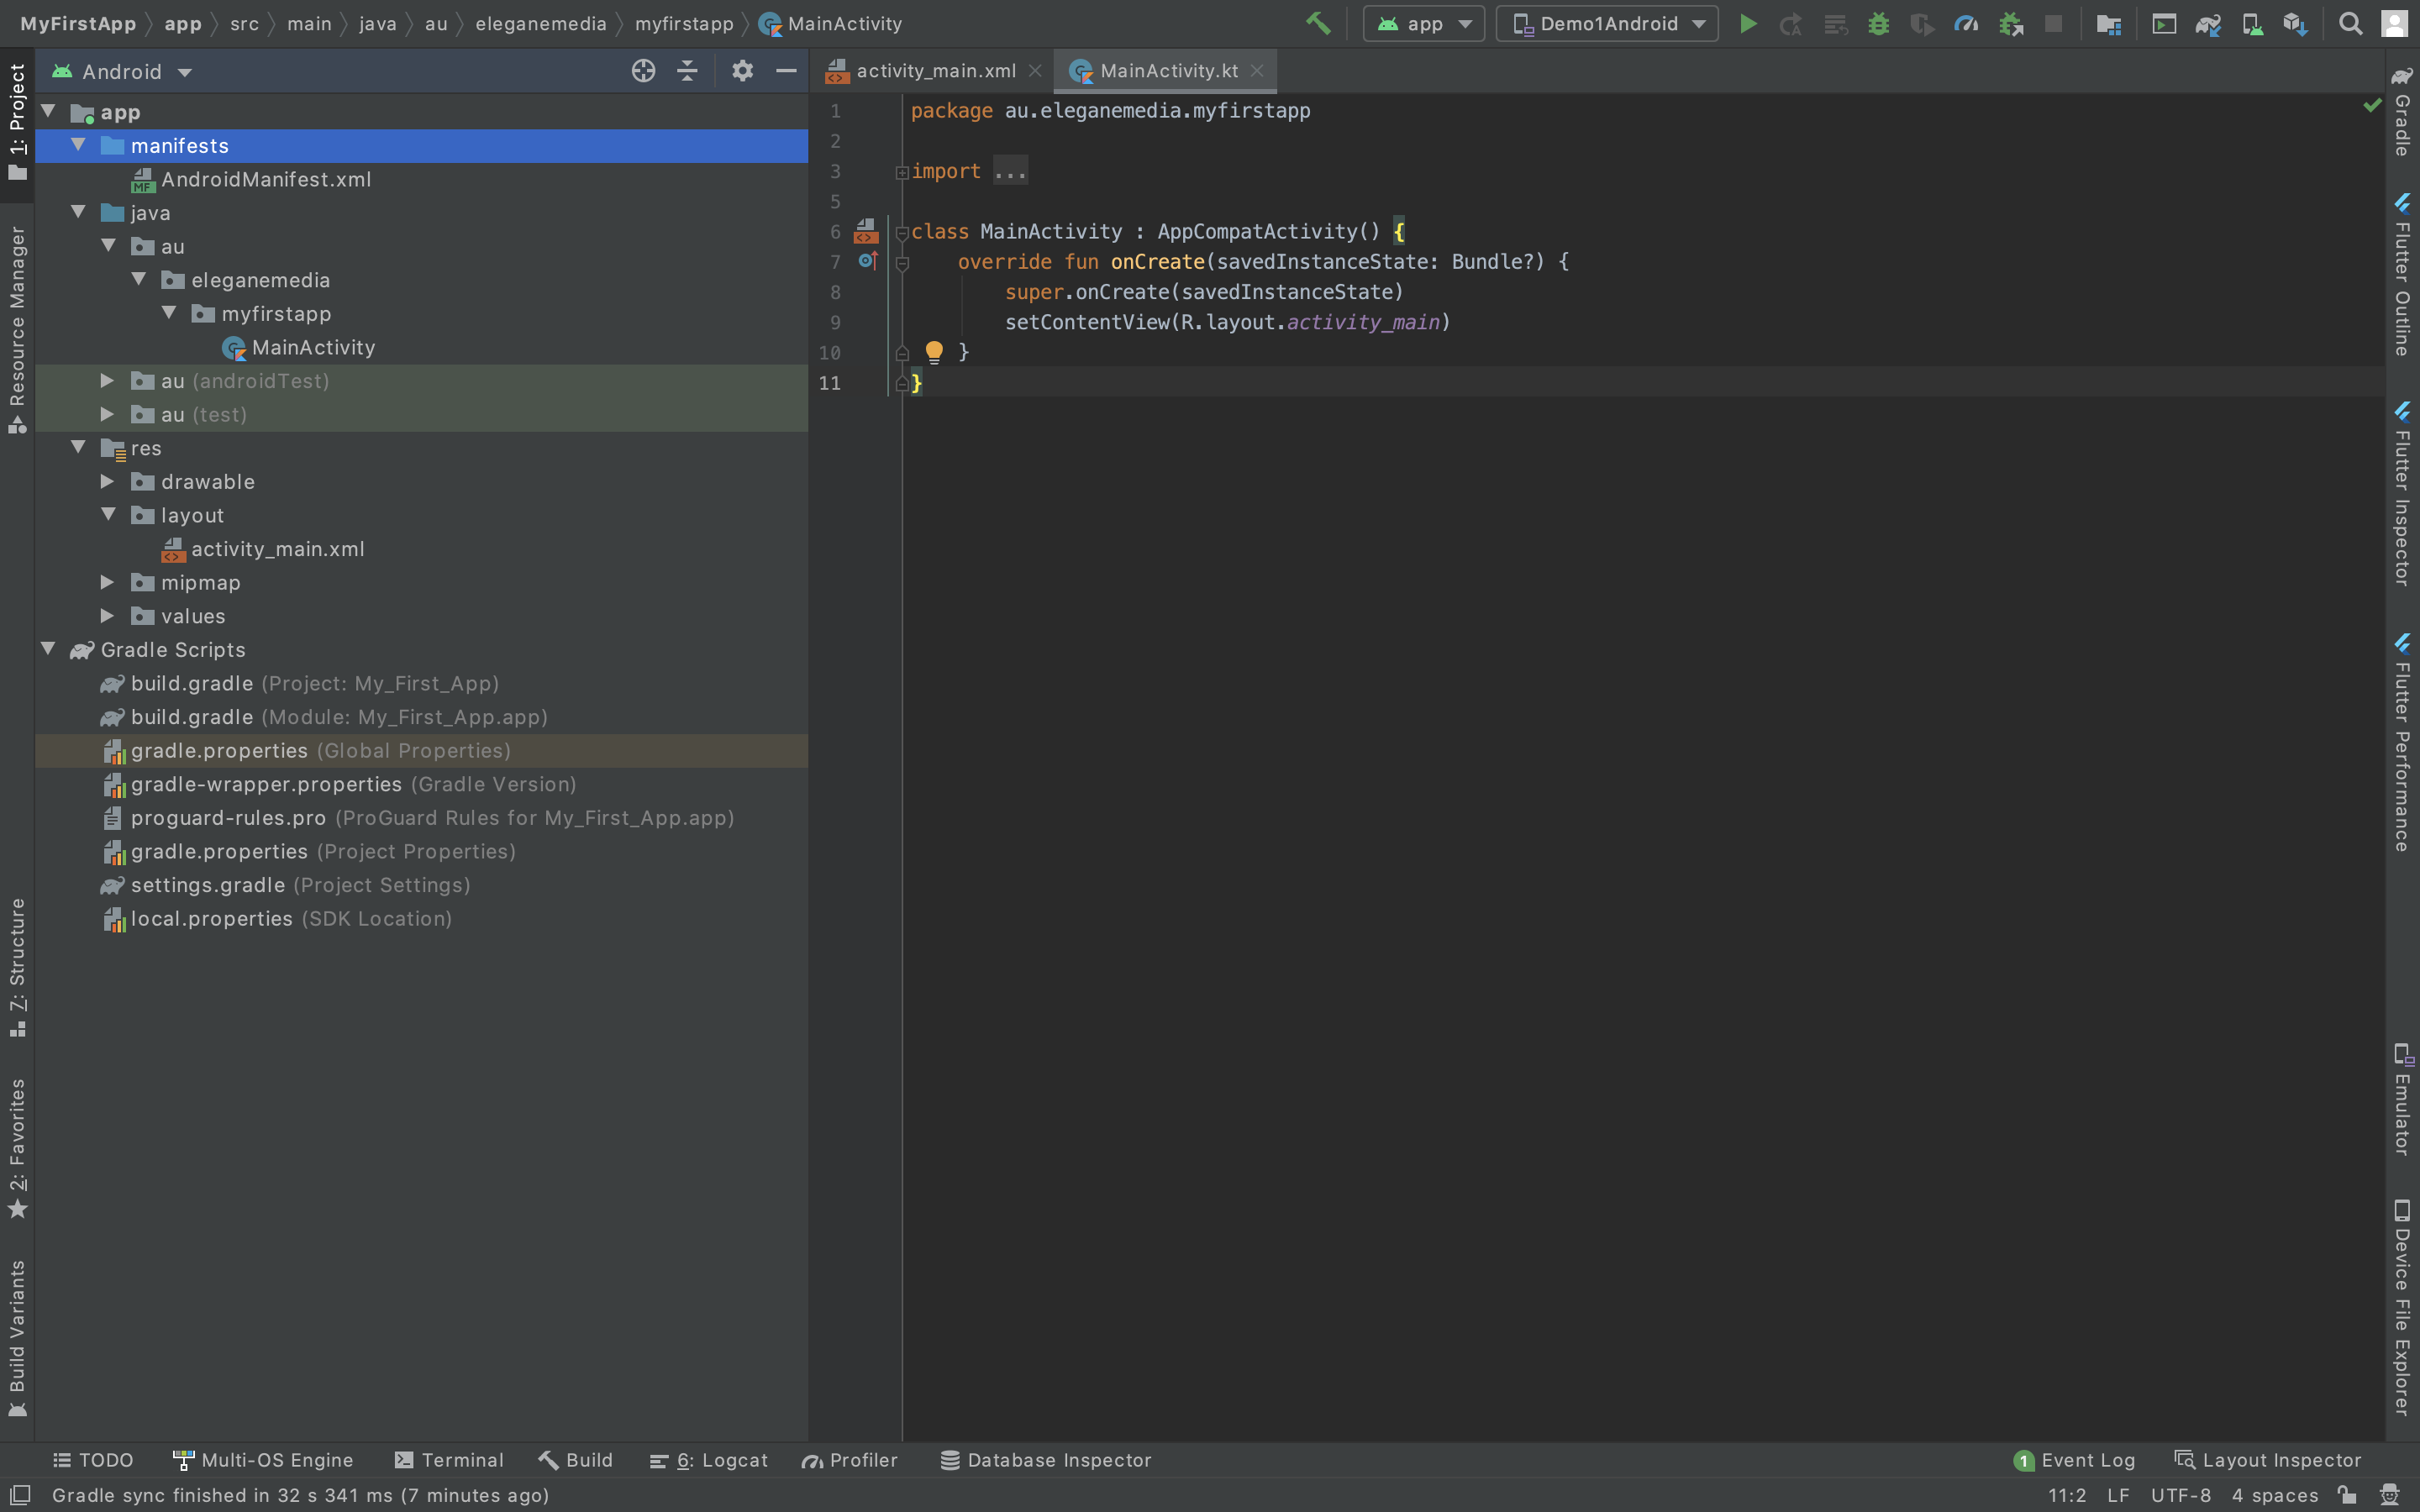 MyFirstApp app src main java au eleganemedia myfirstapp MainActivity
app Demo1Android
Android
activity_main.xml MainActivity.kt
1: Project
Resource Manager
7: Structure
2: Favorites
Build Variants
app
manifests
AndroidManifest.xml
java
au
eleganemedia
myfirstapp
MainActivity
au (androidTest)
au (test)
res
drawable
layout
activity_main.xml
mipmap
values
Gradle Scripts
build.gradle (Project: My_First_App)
build.gradle (Module: My_First_App.app)
gradle.properties (Global Properties)
gradle-wrapper.properties (Gradle Version)
proguard-rules.pro (ProGuard Rules for My_First_App.app)
gradle.properties (Project Properties)
settings.gradle (Project Settings)
local.properties (SDK Location)
1 package au.eleganemedia.myfirstapp
2
3 import ...
5
6 class MainActivity : AppCompatActivity() {
7 override fun onCreate(savedInstanceState: Bundle?) {
8 super.onCreate(savedInstanceState)
9 setContentView(R.layout.activity_main)
10 }
11 }
Gradle
Flutter Outline
Flutter Inspector
Flutter Performance
Emulator
Device File Explorer
TODO Multi-OS Engine Terminal Build 6: Logcat Profiler Database Inspector 1 Event Log Layout Inspector
Gradle sync finished in 32 s 341 ms (7 minutes ago) 11:2 LF UTF-8 4 spaces